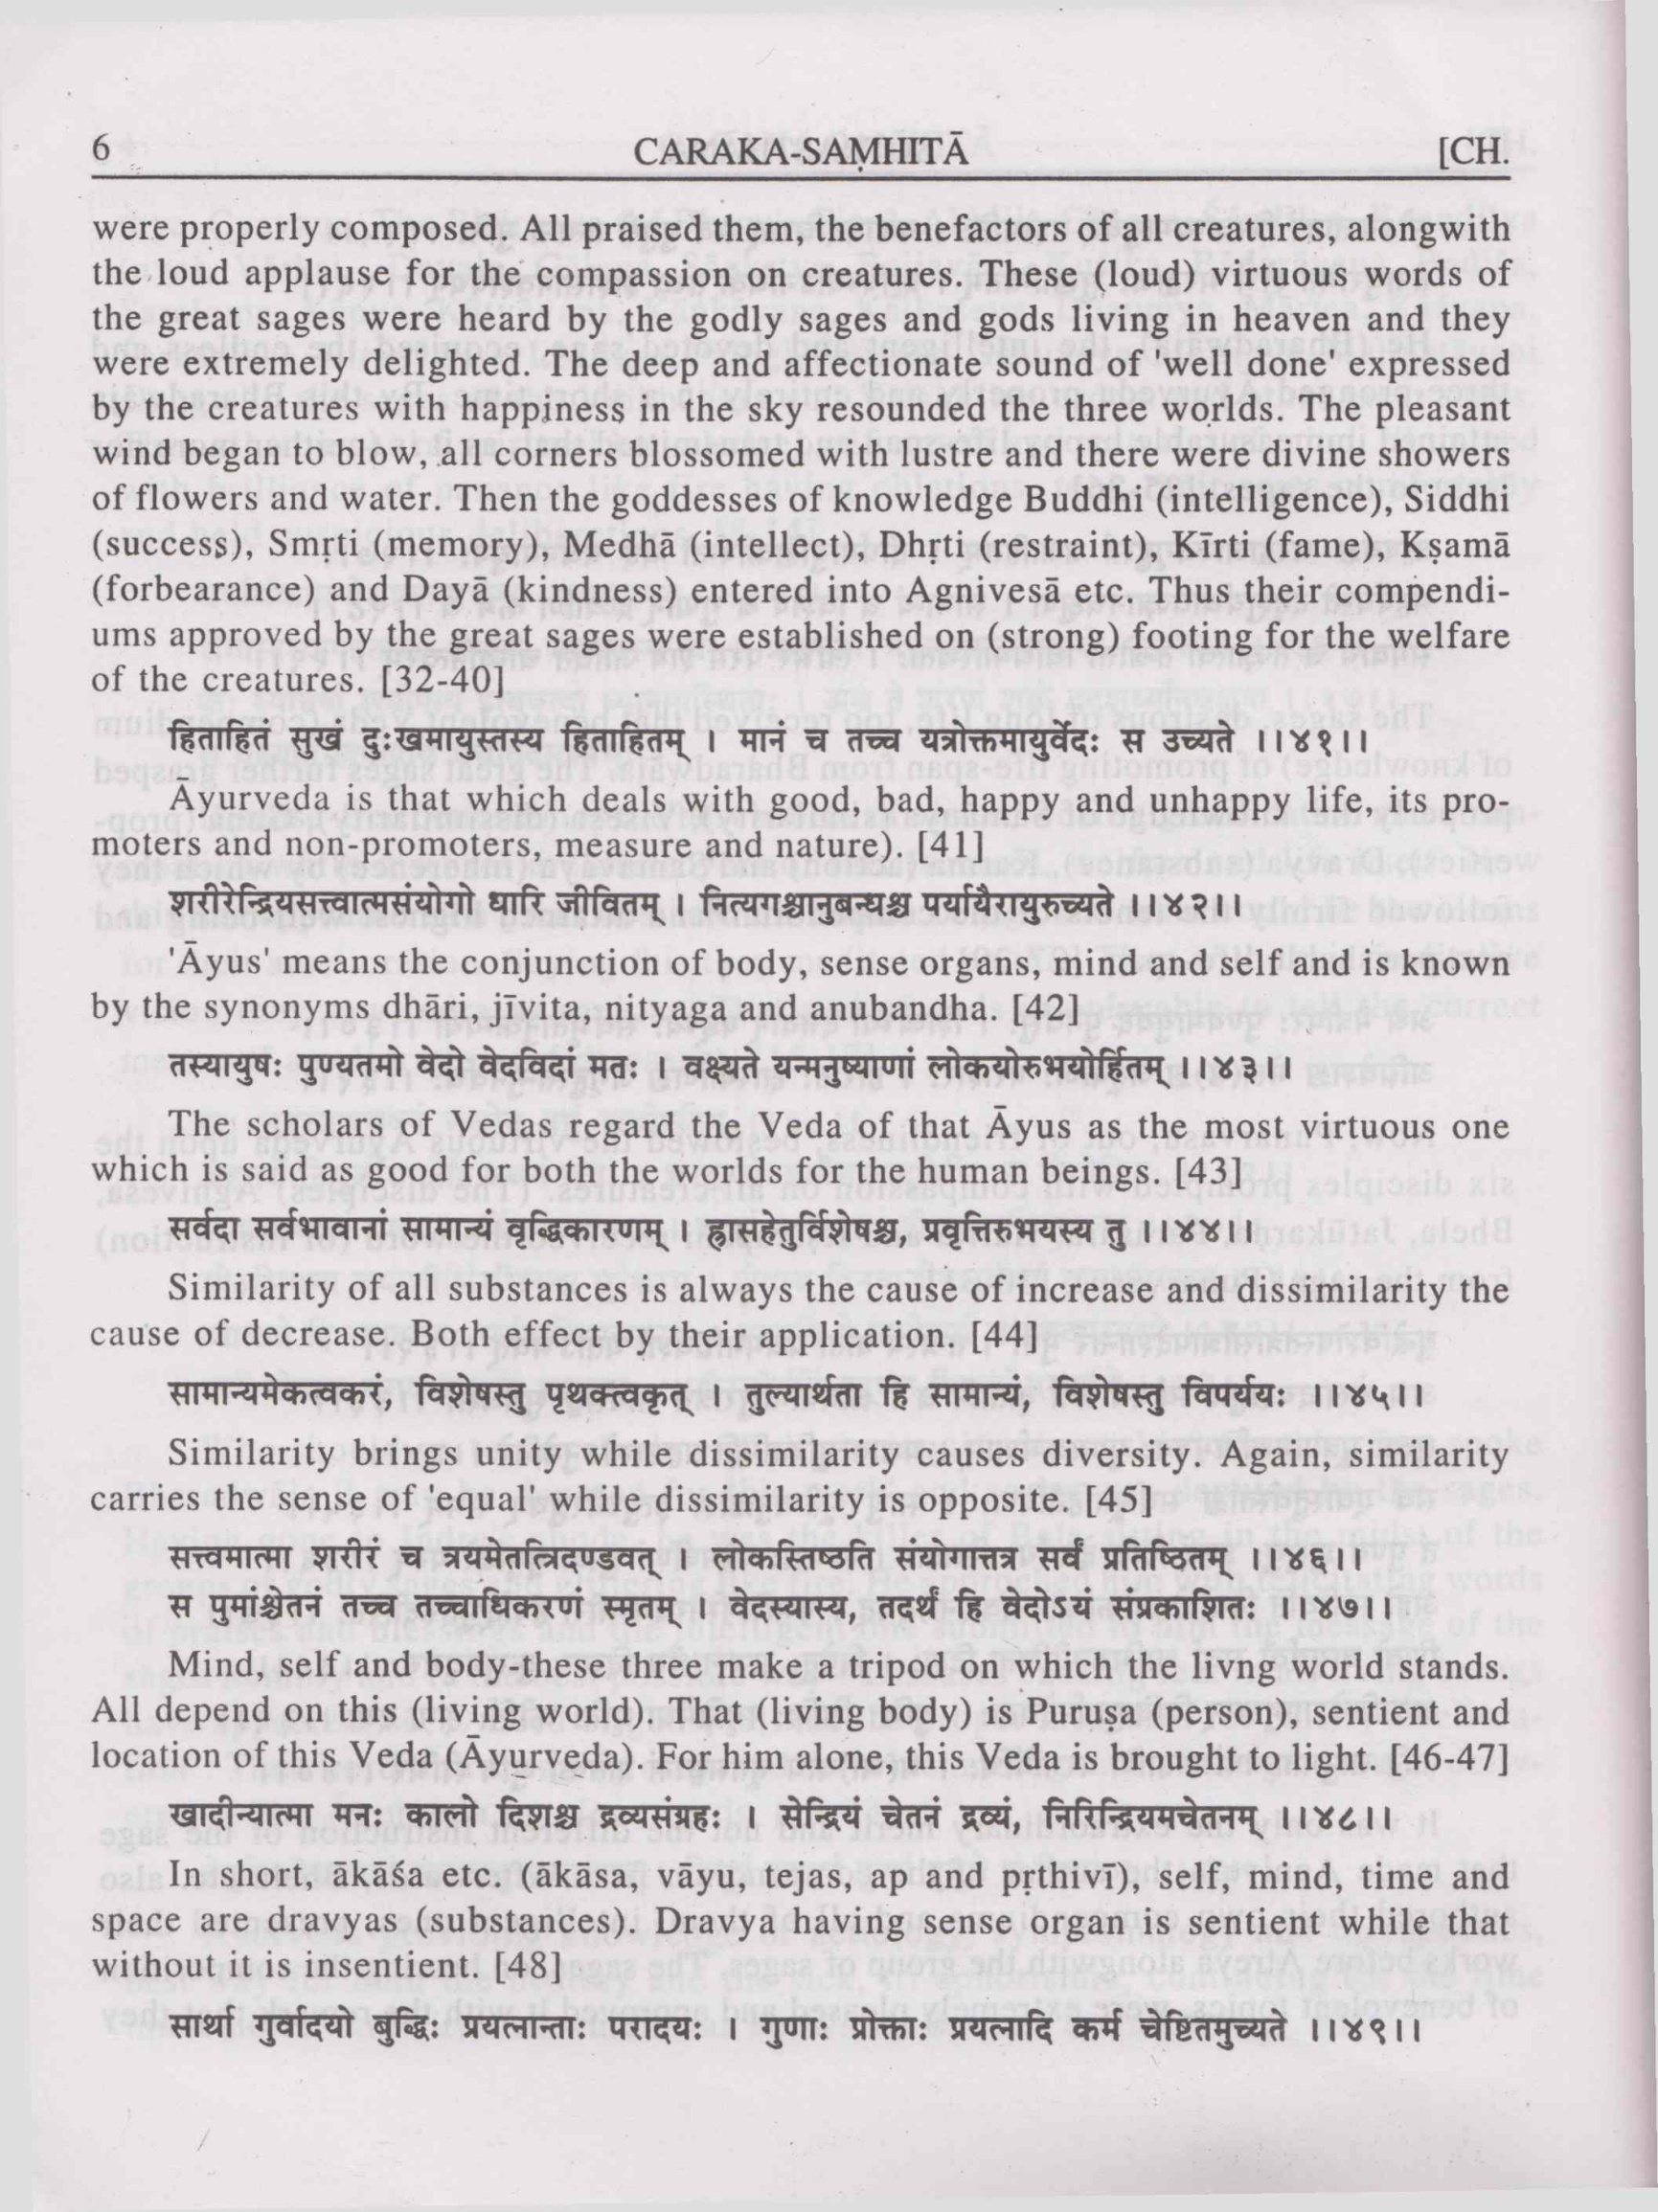 6 CARAKA-SAṂHITĀ [CH.
were properly composed. All praised them, the benefactors of all creatures, alongwith
the loud applause for the compassion on creatures. These (loud) virtuous words of
the great sages were heard by the godly sages and gods living in heaven and they
were extremely delighted. The deep and affectionate sound of 'well done' expressed
by the creatures with happiness in the sky resounded the three worlds. The pleasant
wind began to blow, all corners blossomed with lustre and there were divine showers
of flowers and water. Then the goddesses of knowledge Buddhi (intelligence), Siddhi
(success), Smṛti (memory), Medhā (intellect), Dhṛti (restraint), Kīrti (fame), Kṣamā
(forbearance) and Dayā (kindness) entered into Agnivesā etc. Thus their compendi-
ums approved by the great sages were established on (strong) footing for the welfare
of the creatures. [32-40]
हिताहितं सुखं दुःखमायुस्तस्य हिताहितम् । मानं च तच्च यत्रोक्तमायुर्वेदः स उच्यते ।।४१।।
Āyurveda is that which deals with good, bad, happy and unhappy life, its pro-
moters and non-promoters, measure and nature). [41]
शरीरेन्द्रियसत्त्वात्मसंयोगो धारि जीवितम् । नित्यगश्चानुबन्धश्च पर्यायैरायुरुच्यते ।।४२।।
'Āyus' means the conjunction of body, sense organs, mind and self and is known
by the synonyms dhāri, jīvita, nityaga and anubandha. [42]
तस्यायुषः पुण्यतमो वेदो वेदविदां मतः । वक्ष्यते यन्मनुष्याणां लोकयोरुभयोर्हितम् ।।४३।।
The scholars of Vedas regard the Veda of that Āyus as the most virtuous one
which is said as good for both the worlds for the human beings. [43]
सर्वदा सर्वभावानां सामान्यं वृद्धिकारणम् । ह्रासहेतुर्विशेषश्च, प्रवृत्तिरुभयस्य तु ।।४४।।
Similarity of all substances is always the cause of increase and dissimilarity the
cause of decrease. Both effect by their application. [44]
सामान्यमेकत्वकरं, विशेषस्तु पृथक्त्वकृत् । तुल्यार्थता हि सामान्यं, विशेषस्तु विपर्ययः ।।४५।।
Similarity brings unity while dissimilarity causes diversity. Again, similarity
carries the sense of 'equal' while dissimilarity is opposite. [45]
सत्त्वमात्मा शरीरं च त्रयमेतत्त्रिदण्डवत् । लोकस्तिष्ठति संयोगात्तत्र सर्वं प्रतिष्ठितम् ।।४६।।
स पुमांश्चेतनं तच्च तच्चाधिकरणं स्मृतम् । वेदस्यास्य, तदर्थं हि वेदोऽयं संप्रकाशितः ।।४७।।
Mind, self and body-these three make a tripod on which the livng world stands.
All depend on this (living world). That (living body) is Puruṣa (person), sentient and
location of this Veda (Āyurveda). For him alone, this Veda is brought to light. [46-47]
खादीन्यात्मा मनः कालो दिशश्च द्रव्यसंग्रहः । सेन्द्रियं चेतनं द्रव्यं, निरिन्द्रियमचेतनम् ।।४८।।
In short, ākāśa etc. (ākāsa, vāyu, tejas, ap and pṛthivī), self, mind, time and
space are dravyas (substances). Dravya having sense organ is sentient while that
without it is insentient. [48]
सार्था गुर्वादयो बुद्धिः प्रयत्नान्ताः परादयः । गुणाः प्रोक्ताः प्रयत्नादि कर्म चेष्टितमुच्यते ।।४९।।